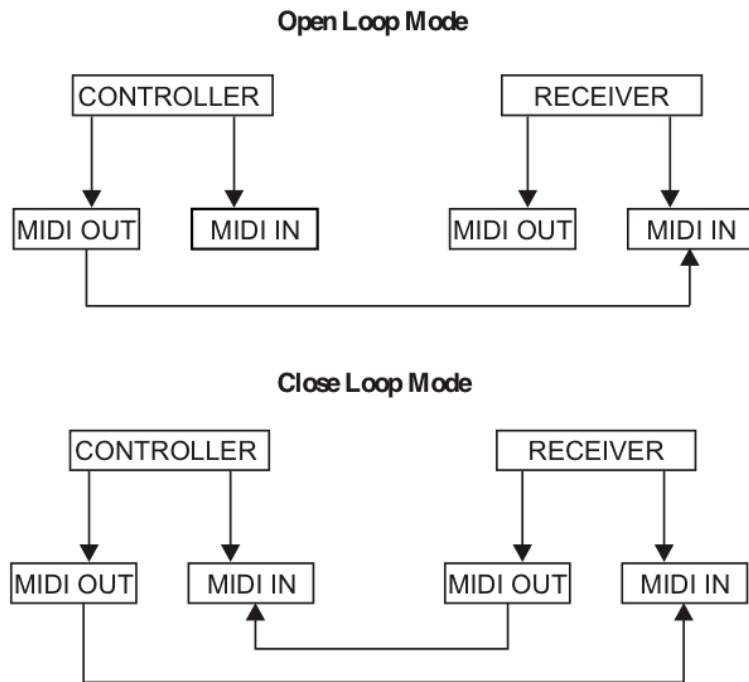 Open Loop Mode
CONTROLLER RECEIVER
MIDI OUT MIDI IN MIDI OUT MIDI IN
Close Loop Mode
CONTROLLER RECEIVER
MIDI OUT MIDI IN MIDI OUT MIDI IN